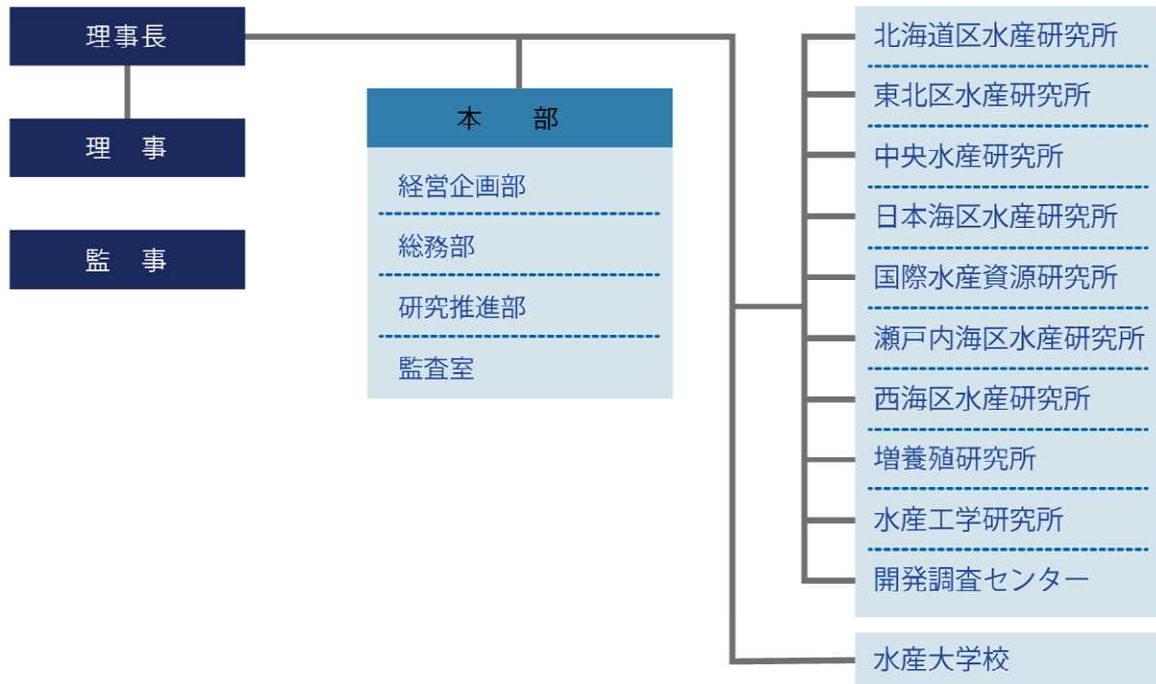 理事長
理　事
監　事
本　部
経営企画部
総務部
研究推進部
監査室
北海道区水産研究所
東北区水産研究所
中央水産研究所
日本海区水産研究所
国際水産資源研究所
瀬戸内海区水産研究所
西海区水産研究所
増養殖研究所
水産工学研究所
開発調査センター
水産大学校